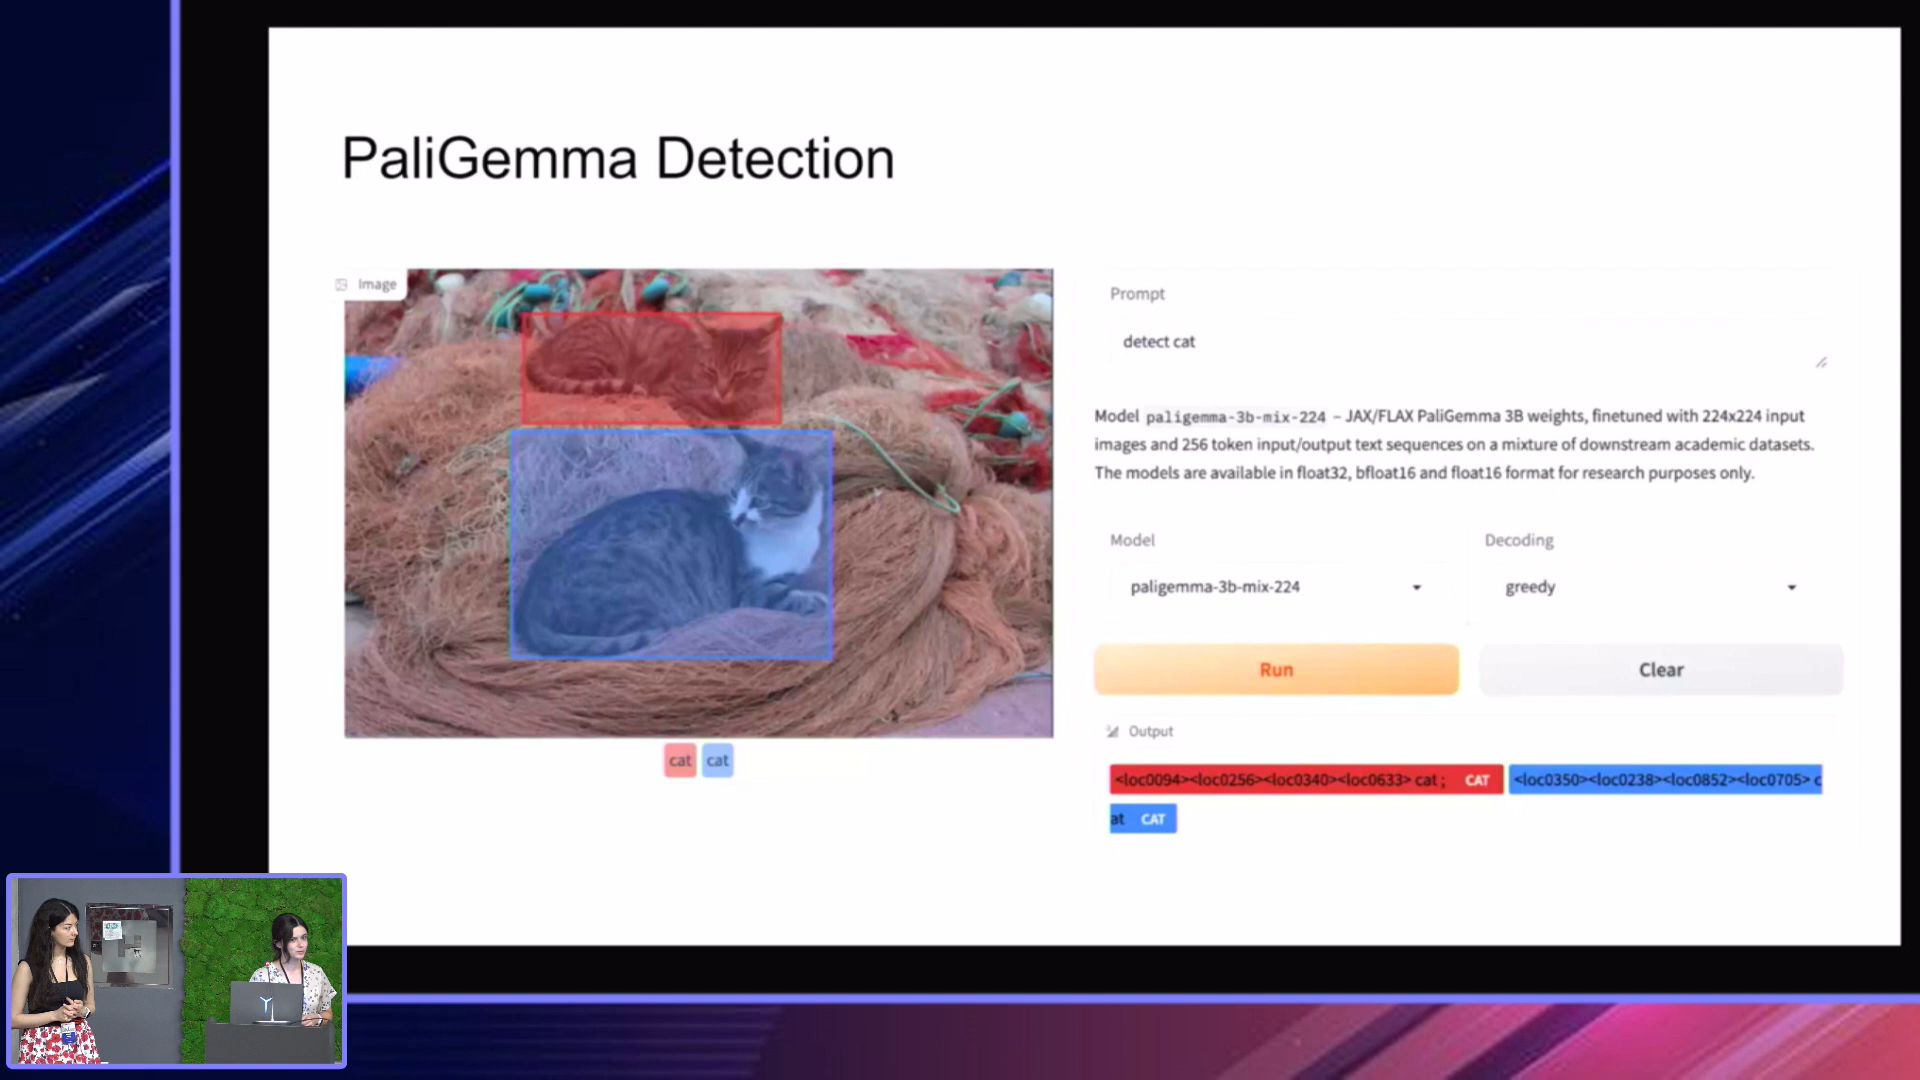 PaliGemma Detection
Image
cat cat
Prompt
detect cat
Model paligemma-3b-mix-224 – JAX/FLAX PaliGemma 3B weights, finetuned with 224x224 input
images and 256 token input/output text sequences on a mixture of downstream academic datasets.
The models are available in float32, bfloat16 and float16 format for research purposes only.
Model
paligemma-3b-mix-224
Decoding
greedy
Run
Clear
Output
<loc0094><loc0256><loc0340><loc0633> cat ; CAT <loc0350><loc0238><loc0852><loc0705> c
at CAT